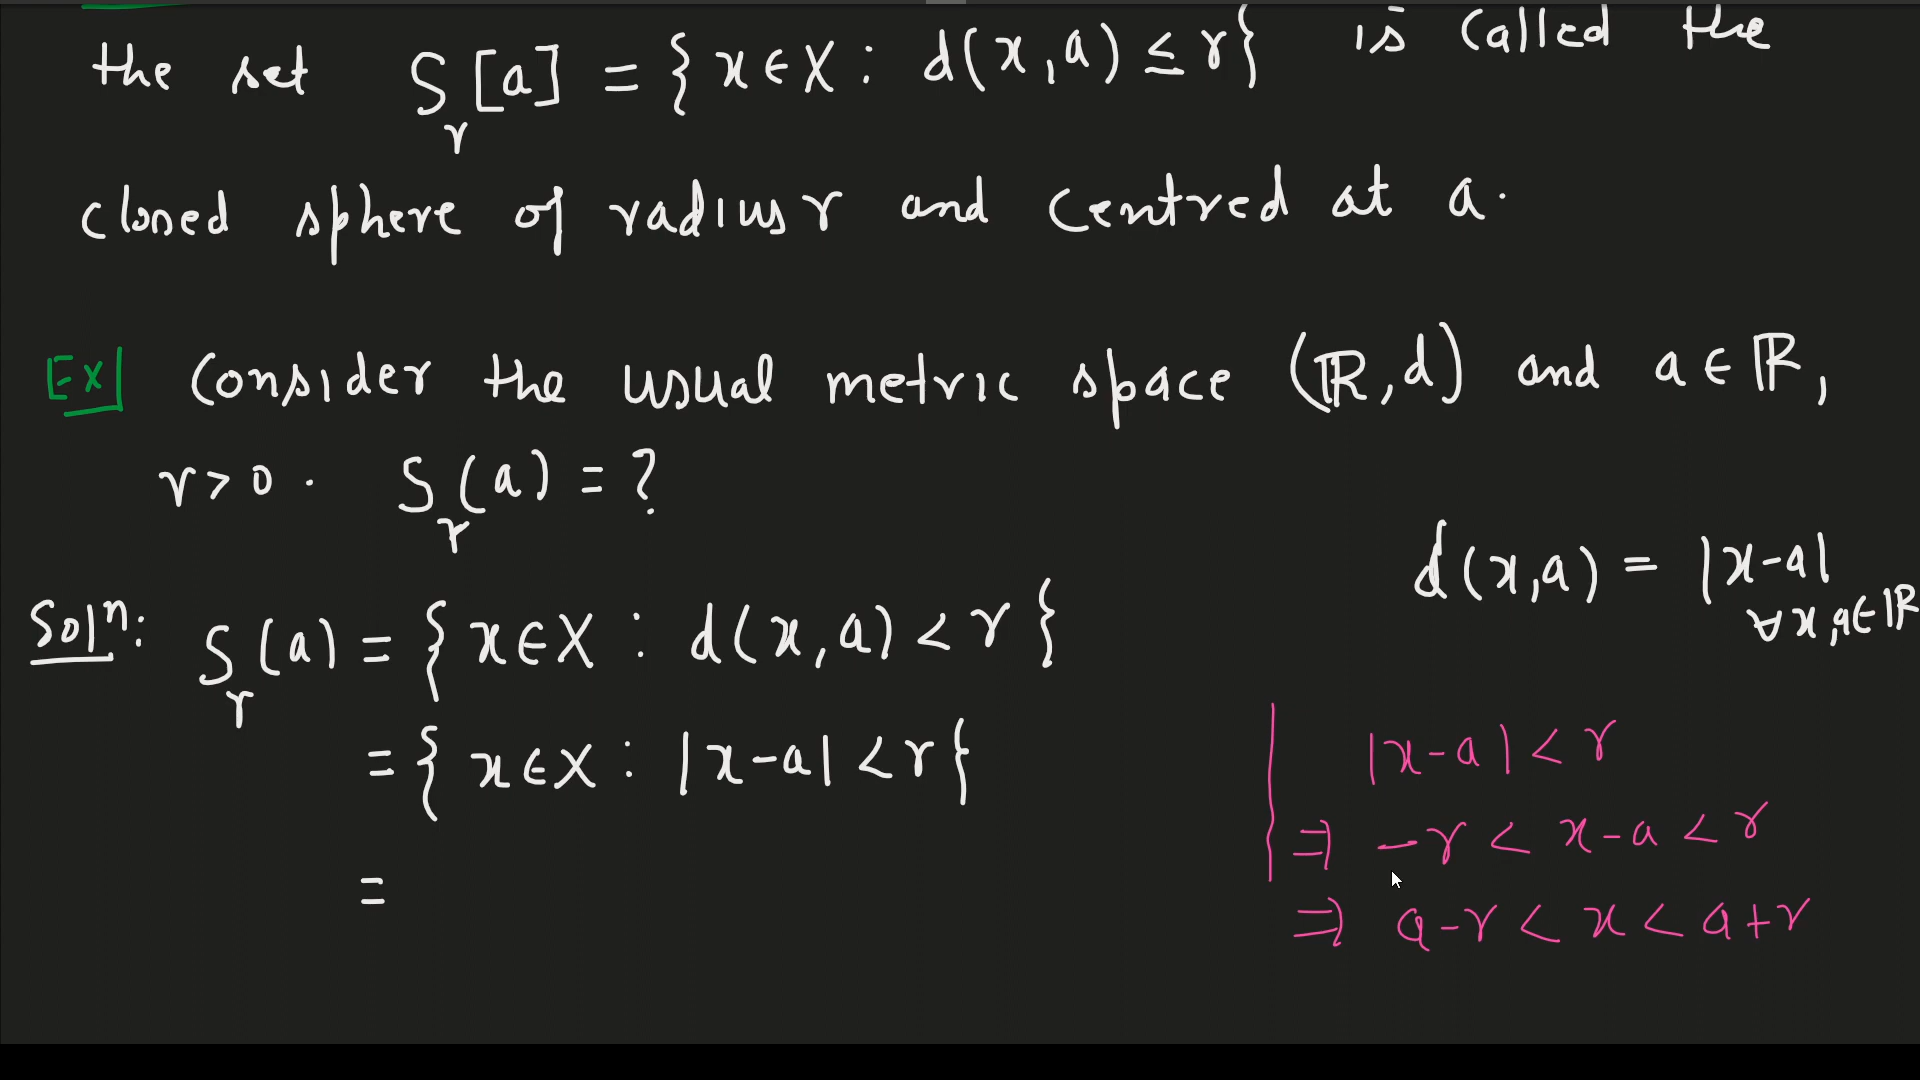 the set S_r[a] = {x∈X : d(x,a) ≤ r} is called the
closed sphere of radius r and centred at a.
Ex Consider the usual metric space (ℝ,d) and a∈ℝ,
r>0. S_r(a) = ?
d(x,a) = |x-a|
∀x,a∈ℝ
Solⁿ: S_r(a) = {x∈X : d(x,a) < r}
= {x∈X : |x-a| < r}
|x-a| < r
⇒ -r < x-a < r
=
⇒ a-r < x < a+r